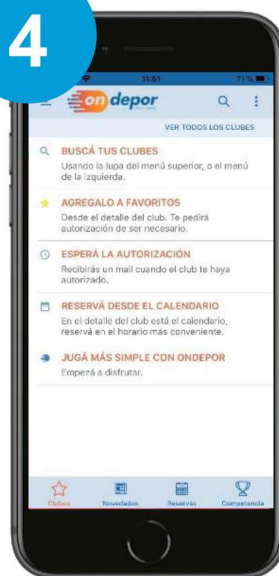 4
11:51
71 %
ondepor
VER TODOS LOS CLUBES
BUSCÁ TUS CLUBES
Usando la lupa del menú superior, o el menú
de la izquierda.
AGREGALO A FAVORITOS
Desde el detalle del club. Te pedirá
autorización de ser necesario.
ESPERÁ LA AUTORIZACIÓN
Recibirás un mail cuando el club te haya
autorizado.
RESERVÁ DESDE EL CALENDARIO
En el detalle del club está el calendario,
reservá en el horario más conveniente.
JUGÁ MÁS SIMPLE CON ONDEPOR
Empezá a disfrutar.
Clubes
Novedades
Reservas
Competencia